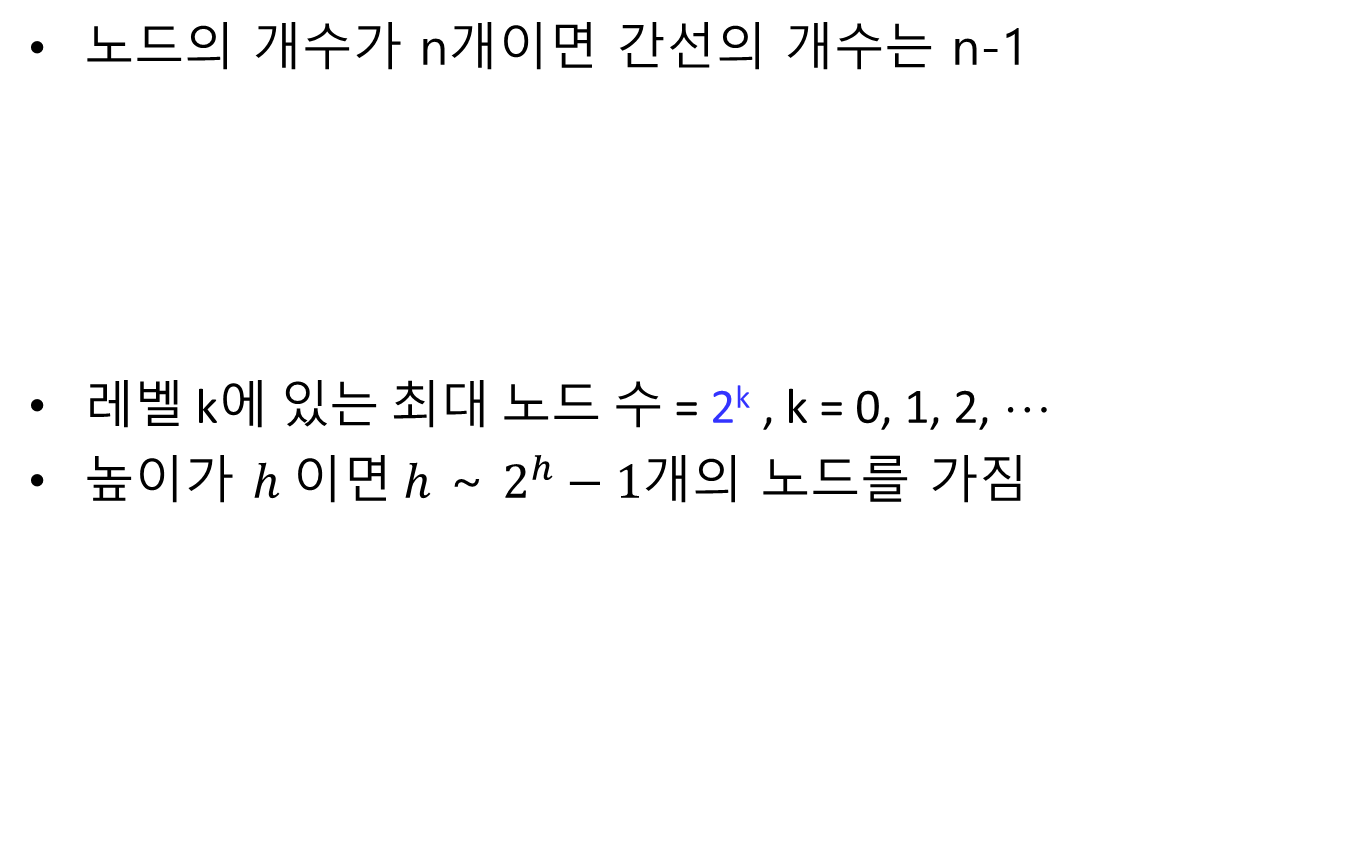 • 노드의 개수가 n개이면 간선의 개수는 n-1
• 레벨 k에 있는 최대 노드 수 = 2ᵏ , k = 0, 1, 2, ⋯
• 높이가 ℎ 이면 ℎ ~ 2ʰ − 1개의 노드를 가짐